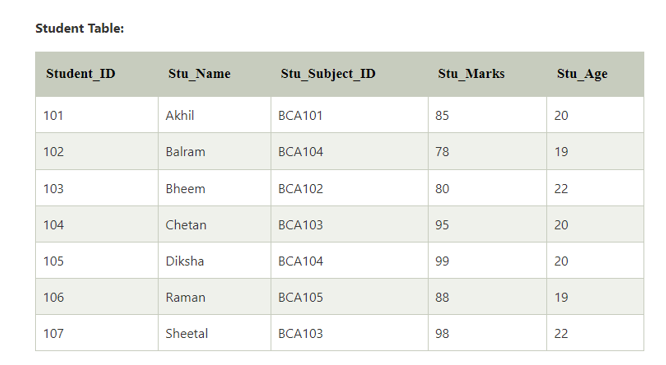 Student Table:
Student_ID Stu_Name Stu_Subject_ID Stu_Marks Stu_Age
101 Akhil BCA101 85 20
102 Balram BCA104 78 19
103 Bheem BCA102 80 22
104 Chetan BCA103 95 20
105 Diksha BCA104 99 20
106 Raman BCA105 88 19
107 Sheetal BCA103 98 22